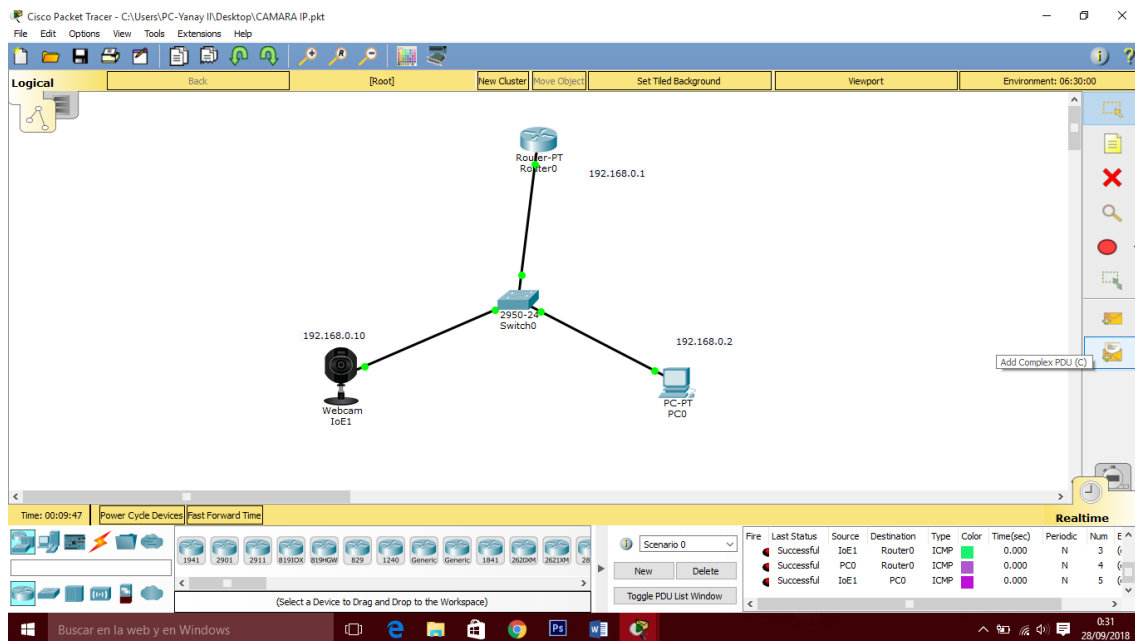 Cisco Packet Tracer - C:\Users\PC-Yanay II\Desktop\CAMARA IP.pkt
File Edit Options View Tools Extensions Help
Logical Back [Root] New Cluster Move Object Set Tiled Background Viewport Environment: 06:30:00
Router-PT
Router0
192.168.0.1
2950-24
Switch0
192.168.0.10
192.168.0.2
Add Complex PDU (C)
Webcam
IoE1
PC-PT
PC0
Time: 00:09:47 Power Cycle Devices Fast Forward Time Realtime
1941 2901 2911 819IOX 819HGW 829 1240 Generic Generic 1841 2620XM 2621XM 28
(Select a Device to Drag and Drop to the Workspace)
Scenario 0
New Delete
Toggle PDU List Window
Fire Last Status Source Destination Type Color Time(sec) Periodic Num E
Successful IoE1 Router0 ICMP 0.000 N 3 (
Successful PC0 Router0 ICMP 0.000 N 4 (
Successful IoE1 PC0 ICMP 0.000 N 5 (
Buscar en la web y en Windows
0:31
28/09/2018